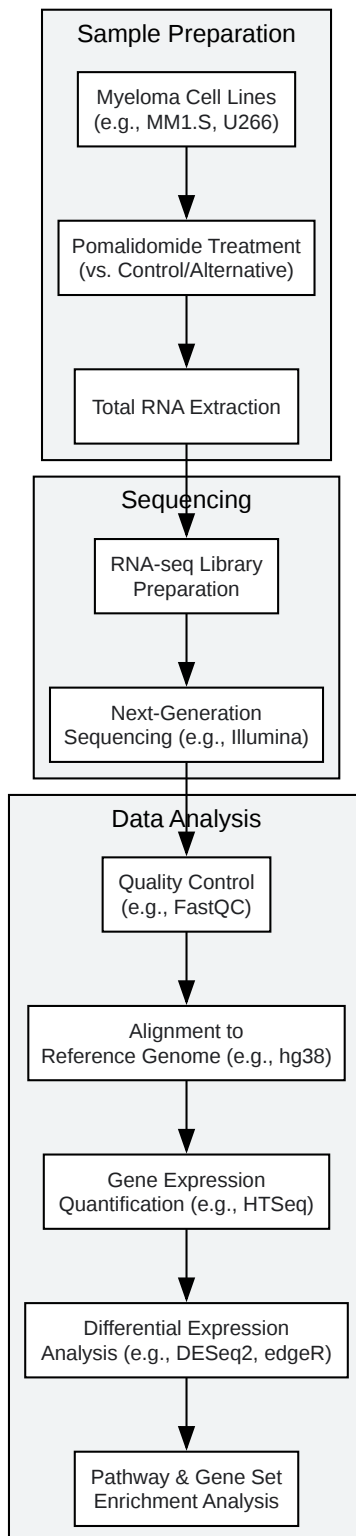 Sample Preparation
Myeloma Cell Lines
(e.g., MM1.S, U266)
Pomalidomide Treatment
(vs. Control/Alternative)
Total RNA Extraction
Sequencing
RNA-seq Library
Preparation
Next-Generation
Sequencing (e.g., Illumina)
Data Analysis
Quality Control
(e.g., FastQC)
Alignment to
Reference Genome (e.g., hg38)
Gene Expression
Quantification (e.g., HTSeq)
Differential Expression
Analysis (e.g., DESeq2, edgeR)
Pathway & Gene Set
Enrichment Analysis